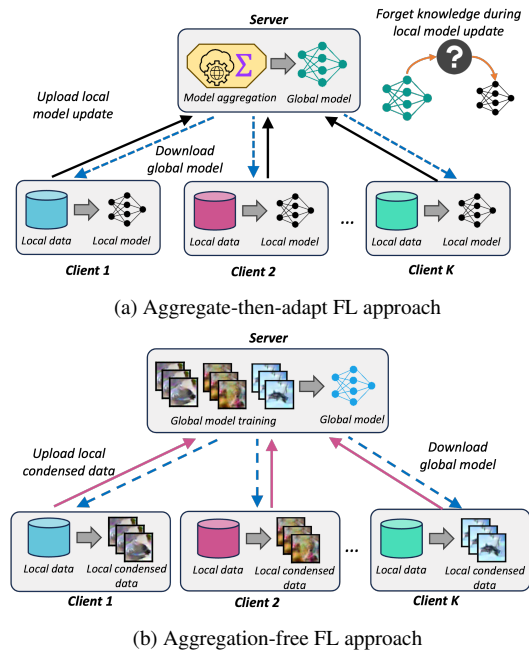 Server
Forget knowledge during
local model update
?
Σ
Model aggregation
Global model
Upload local
model update
Download
global model
Local data
Local model
Local data
Local model
...
Local data
Local model
Client 1
Client 2
Client K
(a) Aggregate-then-adapt FL approach
Server
Global model training
Global model
Upload local
condensed data
Download
global model
Local data
Local condensed
data
Local data
Local condensed
data
...
Local data
Local condensed
data
Client 1
Client 2
Client K
(b) Aggregation-free FL approach